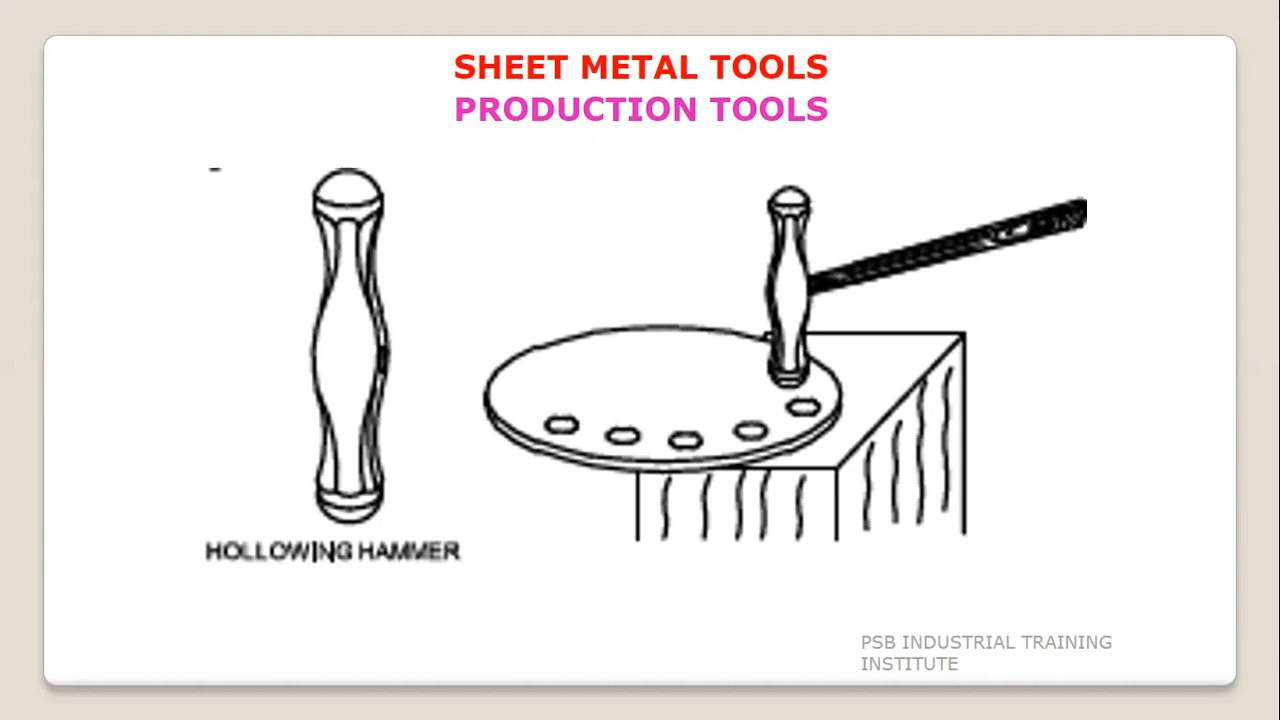 SHEET METAL TOOLS
PRODUCTION TOOLS
HOLLOWING HAMMER
PSB INDUSTRIAL TRAINING
INSTITUTE